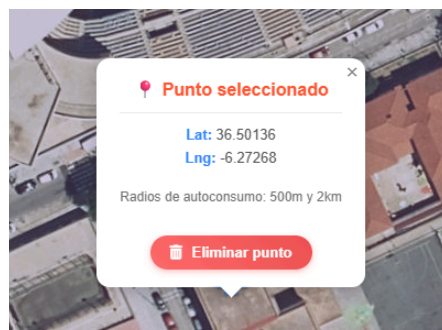 ×
Punto seleccionado
Lat: 36.50136
Lng: -6.27268
Radios de autoconsumo: 500m y 2km
Eliminar punto